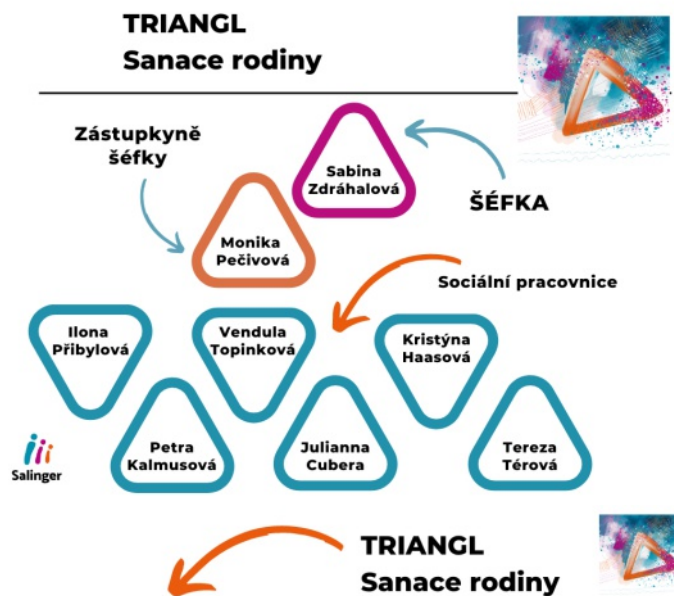 TRIANGL
Sanace rodiny
Zástupkyně
šéfky
Sabina
Zdráhalová
ŠÉFKA
Monika
Pečivová
Sociální pracovnice
Ilona
Přibylová
Vendula
Topinková
Kristýna
Haasová
Petra
Kalmusová
Julianna
Cubera
Tereza
Térová
Salinger
TRIANGL
Sanace rodiny